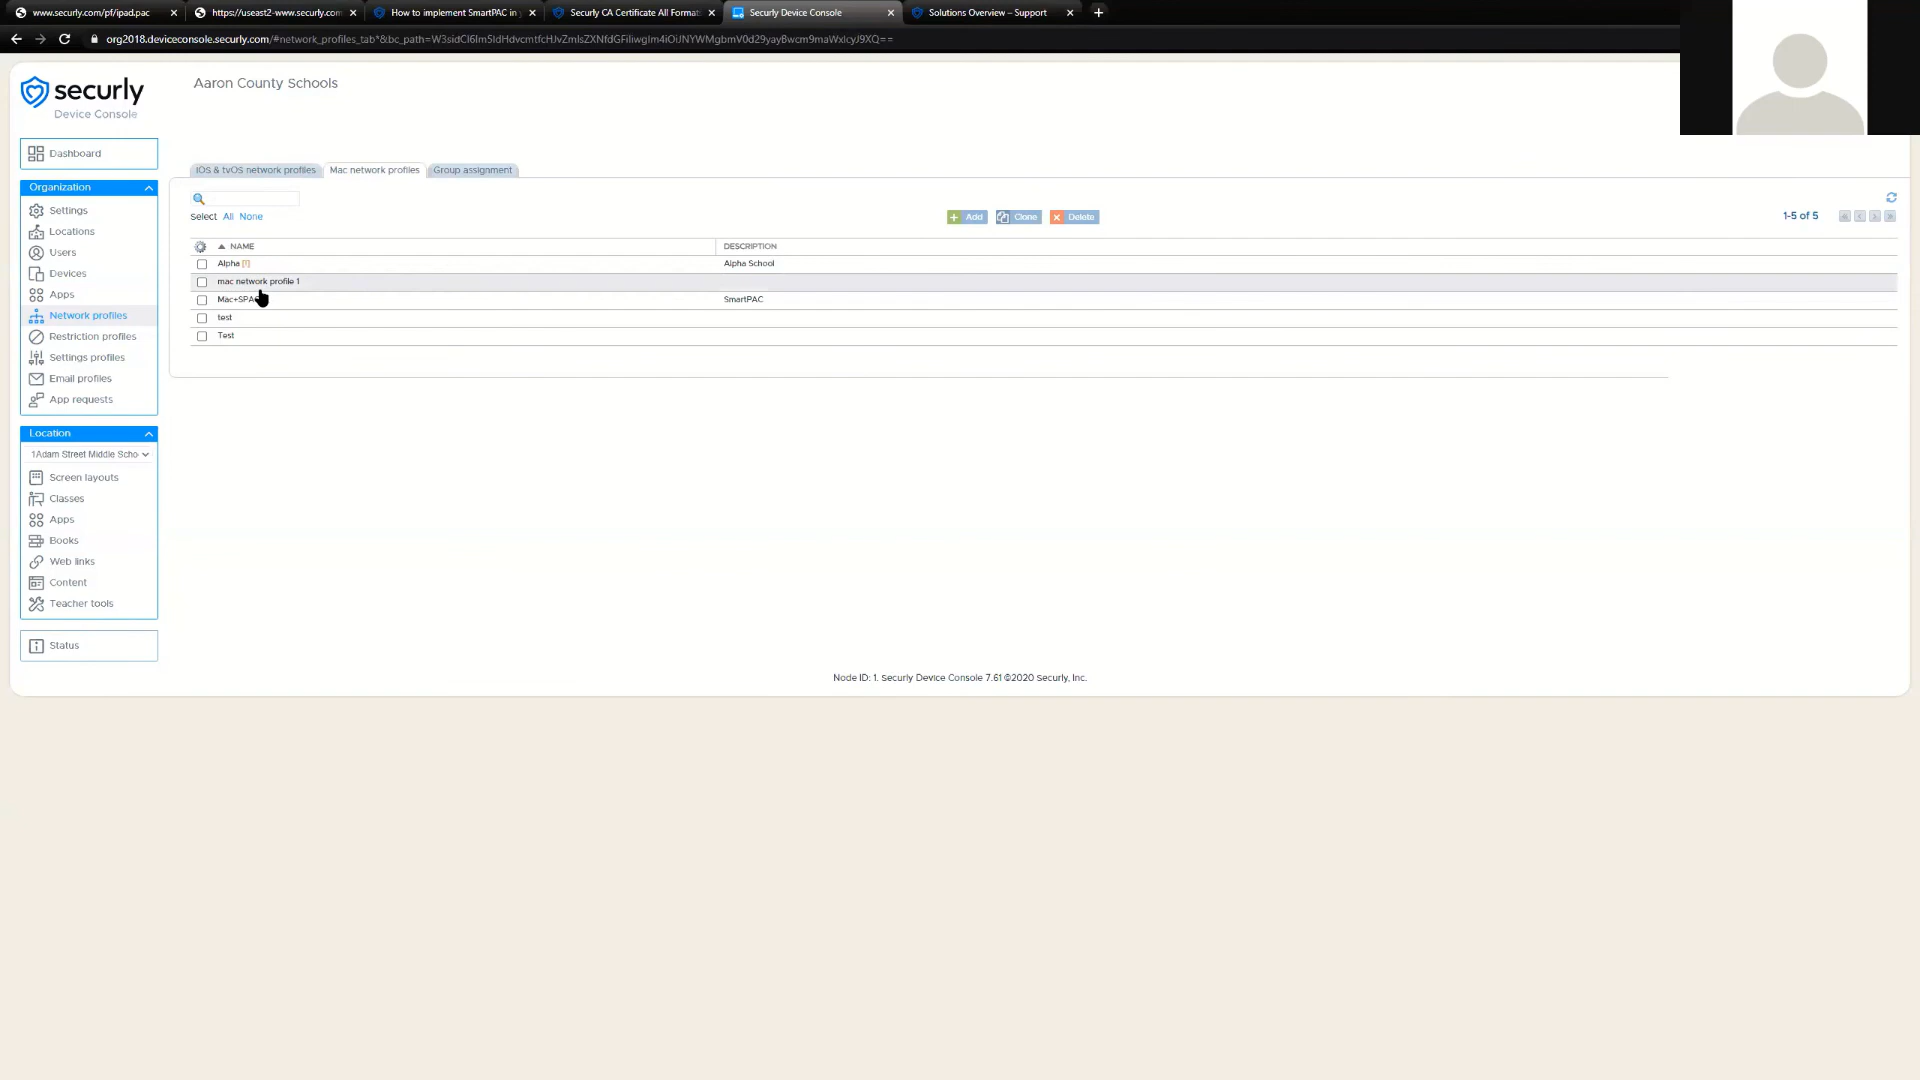 www.securly.com/pf/ipad.pac
https://useast2-www.securly.com
How to implement SmartPAC in
Securly CA Certificate All Format
Securly Device Console
Solutions Overview – Support
org2018.deviceconsole.securly.com/#network_profiles_tab*&bc_path=
securly
Device Console
Aaron County Schools
Dashboard
Organization
Settings
Locations
Users
Devices
Apps
Network profiles
Restriction profiles
Settings profiles
Email profiles
App requests
Location
1Adam Street Middle Scho
Screen layouts
Classes
Apps
Books
Web links
Content
Teacher tools
Status
IOS & tvOS network profiles
Mac network profiles
Group assignment
Select All None
Add
Clone
Delete
1-5 of 5
NAME
DESCRIPTION
Alpha [1]
Alpha School
mac network profile 1
Mac+SPA
SmartPAC
test
Test
Node ID: 1. Securly Device Console 7.61 ©2020 Securly, Inc.